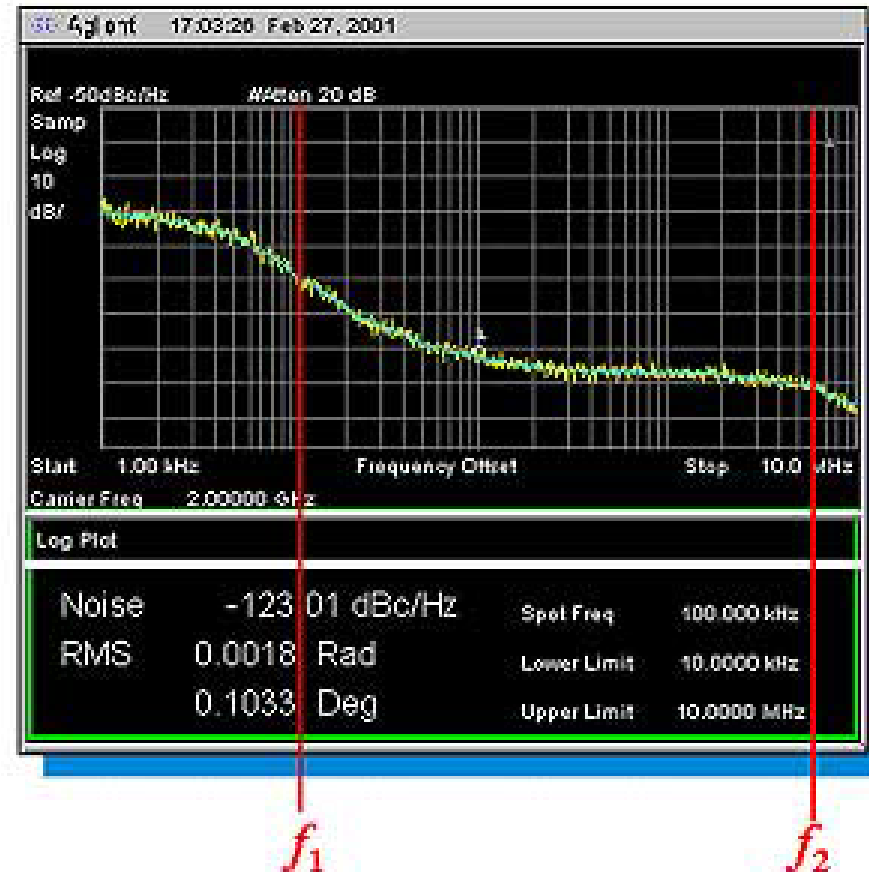 Agilent 17:03:26 Feb 27, 2001
Ref -50dBc/Hz Atten 20 dB
Samp
Log
10
dB/
Start 1.00 kHz Frequency Offset Stop 10.0 MHz
Carrier Freq 2.00000 GHz
Log Plot
Noise -123.01 dBc/Hz Spot Freq 100.000 kHz
RMS 0.0018 Rad Lower Limit 10.0000 kHz
0.1033 Deg Upper Limit 10.0000 MHz
f1 f2